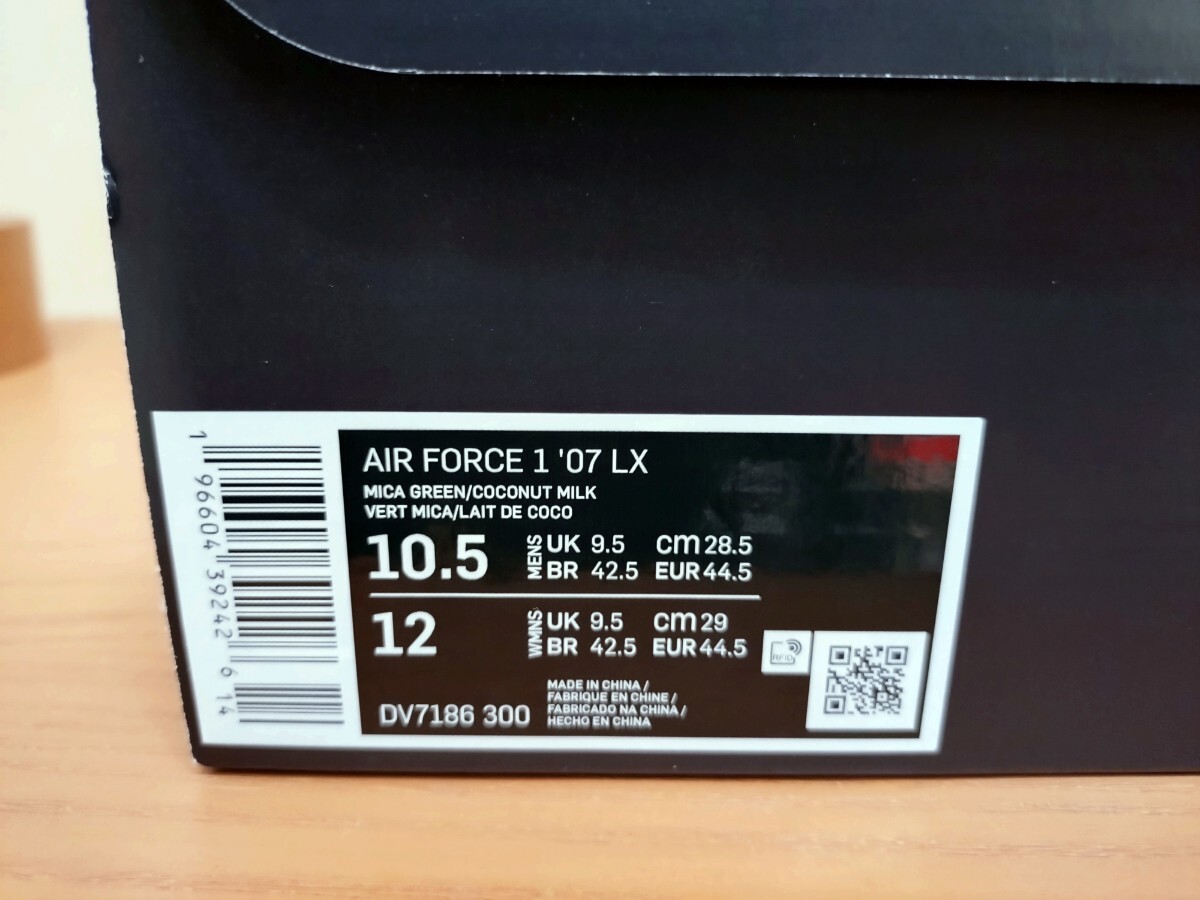 AIR FORCE 1 '07 LX
MICA GREEN/COCONUT MILK
VERT MICA/LAIT DE COCO
10.5 MENS UK 9.5 cm 28.5
BR 42.5 EUR 44.5
12 WMNS UK 9.5 cm 29
BR 42.5 EUR 44.5
RFID
DV7186 300
MADE IN CHINA /
FABRIQUE EN CHINE /
FABRICADO NA CHINA /
HECHO EN CHINA
1 96604 39242 6 14